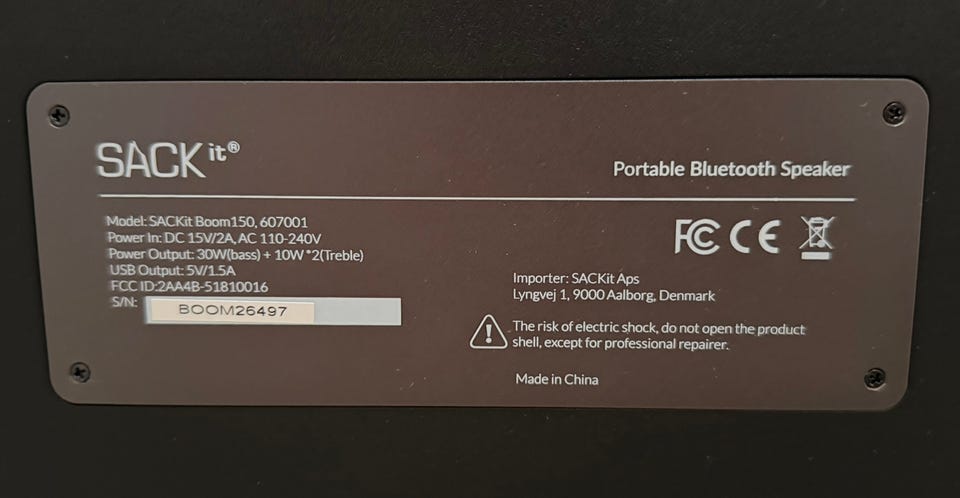 SACKit®
Portable Bluetooth Speaker
Model: SACKit Boom150, 607001
Power In: DC 15V/2A, AC 110-240V
Power Output: 30W(bass) + 10W *2(Treble)
USB Output: 5V/1.5A
FCC ID:2AA4B-51810016
S/N: BOOM26497
FC CE
Importer: SACKit Aps
Lyngvej 1, 9000 Aalborg, Denmark
! The risk of electric shock, do not open the product
shell, except for professional repairer.
Made in China